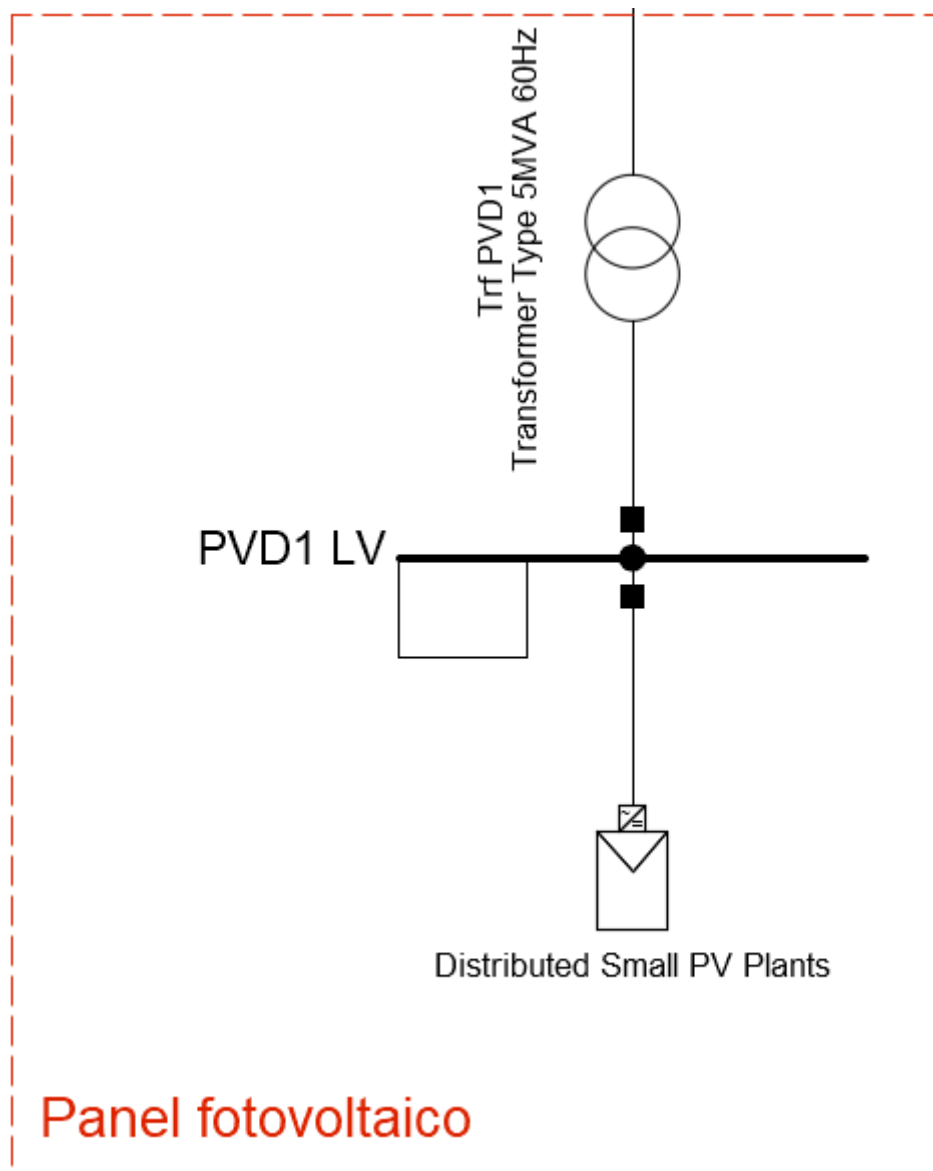 Trf PVD1
Transformer Type 5MVA 60Hz
PVD1 LV
Distributed Small PV Plants
Panel fotovoltaico